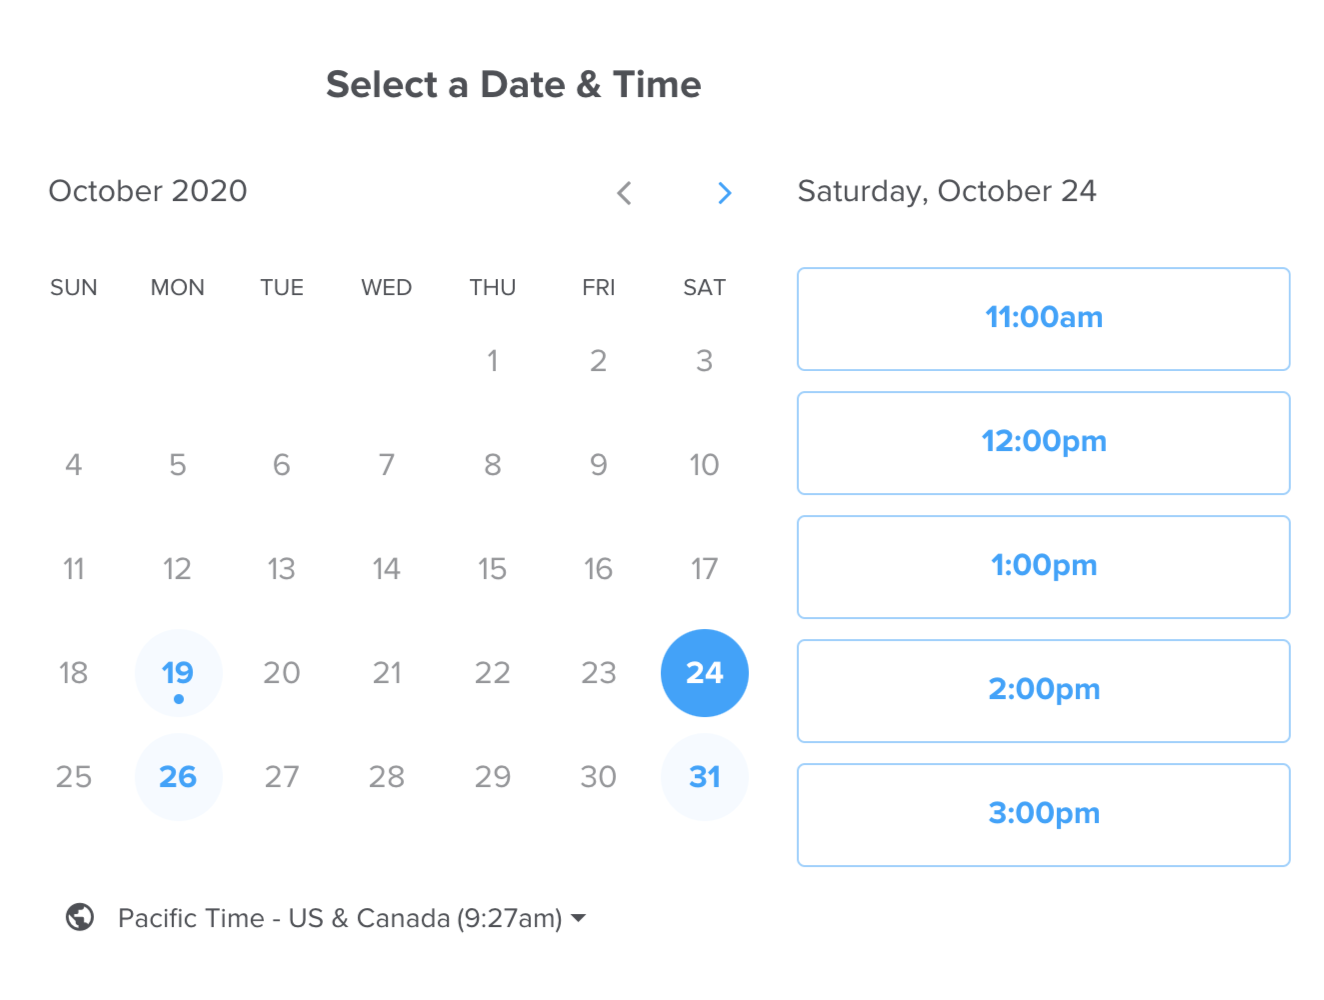 Select a Date & Time
October 2020
SUN MON TUE WED THU FRI SAT
1 2 3
4 5 6 7 8 9 10
11 12 13 14 15 16 17
18 19 20 21 22 23 24
25 26 27 28 29 30 31
Pacific Time - US & Canada (9:27am)
Saturday, October 24
11:00am
12:00pm
1:00pm
2:00pm
3:00pm